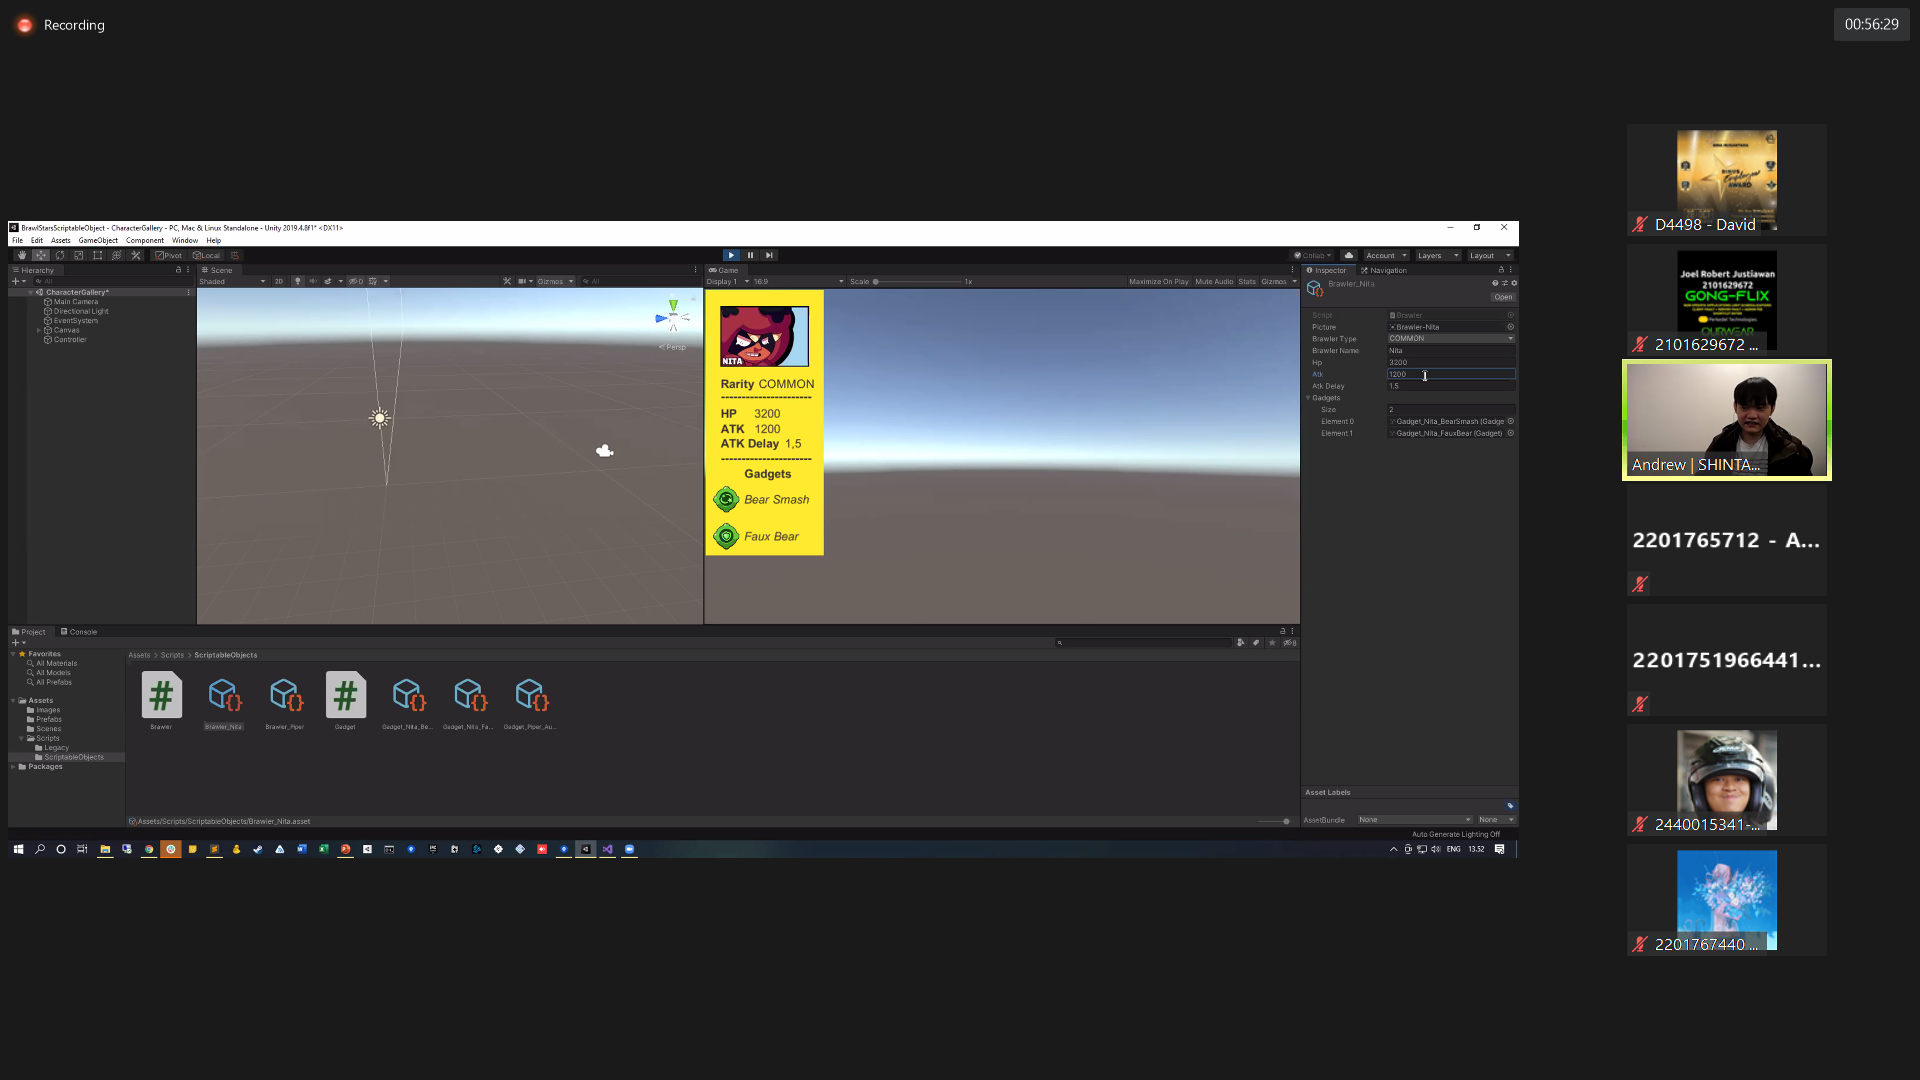 Recording
00:56:29
BrawlStarsScriptableObject - CharacterGallery - PC, Mac & Linux Standalone - Unity 2019.4.8f1* <DX11>
File Edit Assets GameObject Component Window Help
Pivot Local
Collab Account Layers Layout
Hierarchy
All
CharacterGallery*
Main Camera
Directional Light
EventSystem
Canvas
Controller
Scene
Shaded 2D Gizmos All
Persp
Game
Display 1 16:9 Scale 1x Maximize On Play Mute Audio Stats Gizmos
NITA
Rarity COMMON
-----------------------
HP 3200
ATK 1200
ATK Delay 1,5
-----------------------
Gadgets
Bear Smash
Faux Bear
Inspector Navigation
Brawler_Nita
Open
Script Brawler
Picture Brawler-Nita
Brawler Type COMMON
Brawler Name Nita
Hp 3200
Atk 1200
Atk Delay 1.5
Gadgets
Size 2
Element 0 Gadget_Nita_BearSmash (Gadge
Element 1 Gadget_Nita_FauxBear (Gadget)
Asset Labels
AssetBundle None None
Project Console
Favorites
All Materials
All Models
All Prefabs
Assets
Images
Prefabs
Scenes
Scripts
Legacy
ScriptableObjects
Packages
Assets > Scripts > ScriptableObjects
Brawler
Brawler_Nita
Brawler_Piper
Gadget
Gadget_Nita_Be...
Gadget_Nita_Fa...
Gadget_Piper_Au...
Assets/Scripts/ScriptableObjects/Brawler_Nita.asset
Auto Generate Lighting Off
ENG 13.52
AWARD
D4498 - David
Joel Robert Justiawan
2101629672
GONG-FLIX
OURWEAR
2101629672 ...
Andrew | SHINTA...
2201765712 - A...
2201751966441...
2440015341-...
2201767440 ...